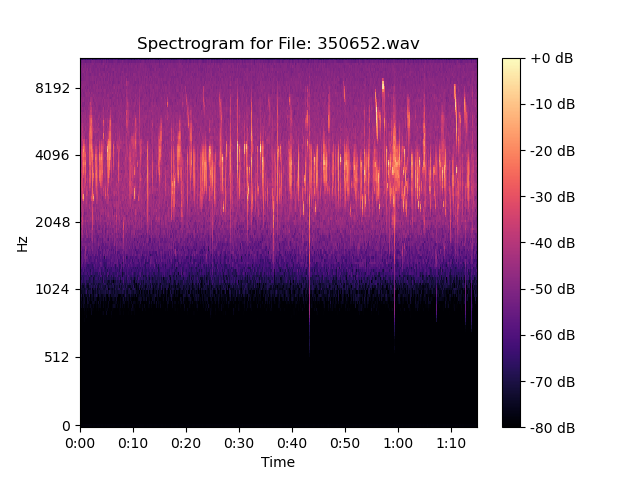 Spectrogram for File: 350652.wav
8192
4096
2048
1024
512
0
Hz
0:00 0:10 0:20 0:30 0:40 0:50 1:00 1:10
Time
+0 dB
-10 dB
-20 dB
-30 dB
-40 dB
-50 dB
-60 dB
-70 dB
-80 dB